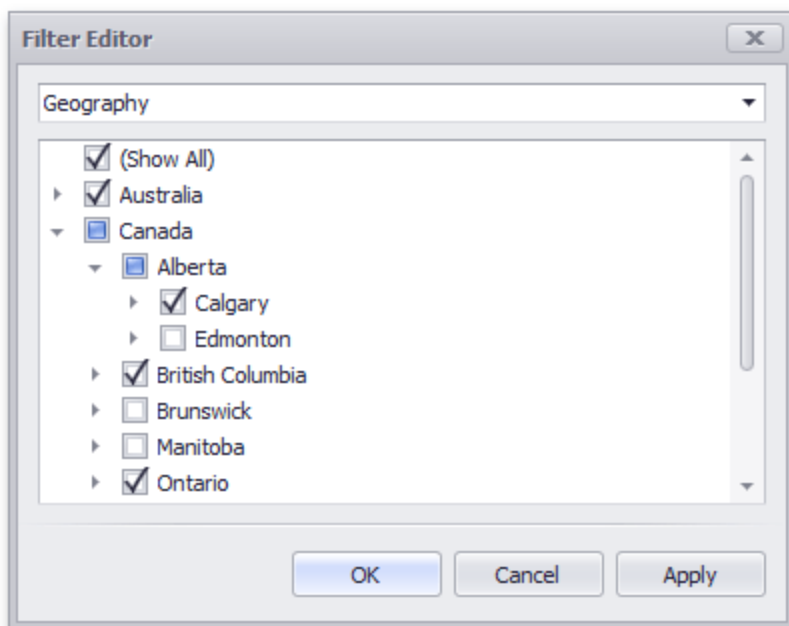 Filter Editor
Geography
(Show All)
Australia
Canada
Alberta
Calgary
Edmonton
British Columbia
Brunswick
Manitoba
Ontario
OK Cancel Apply